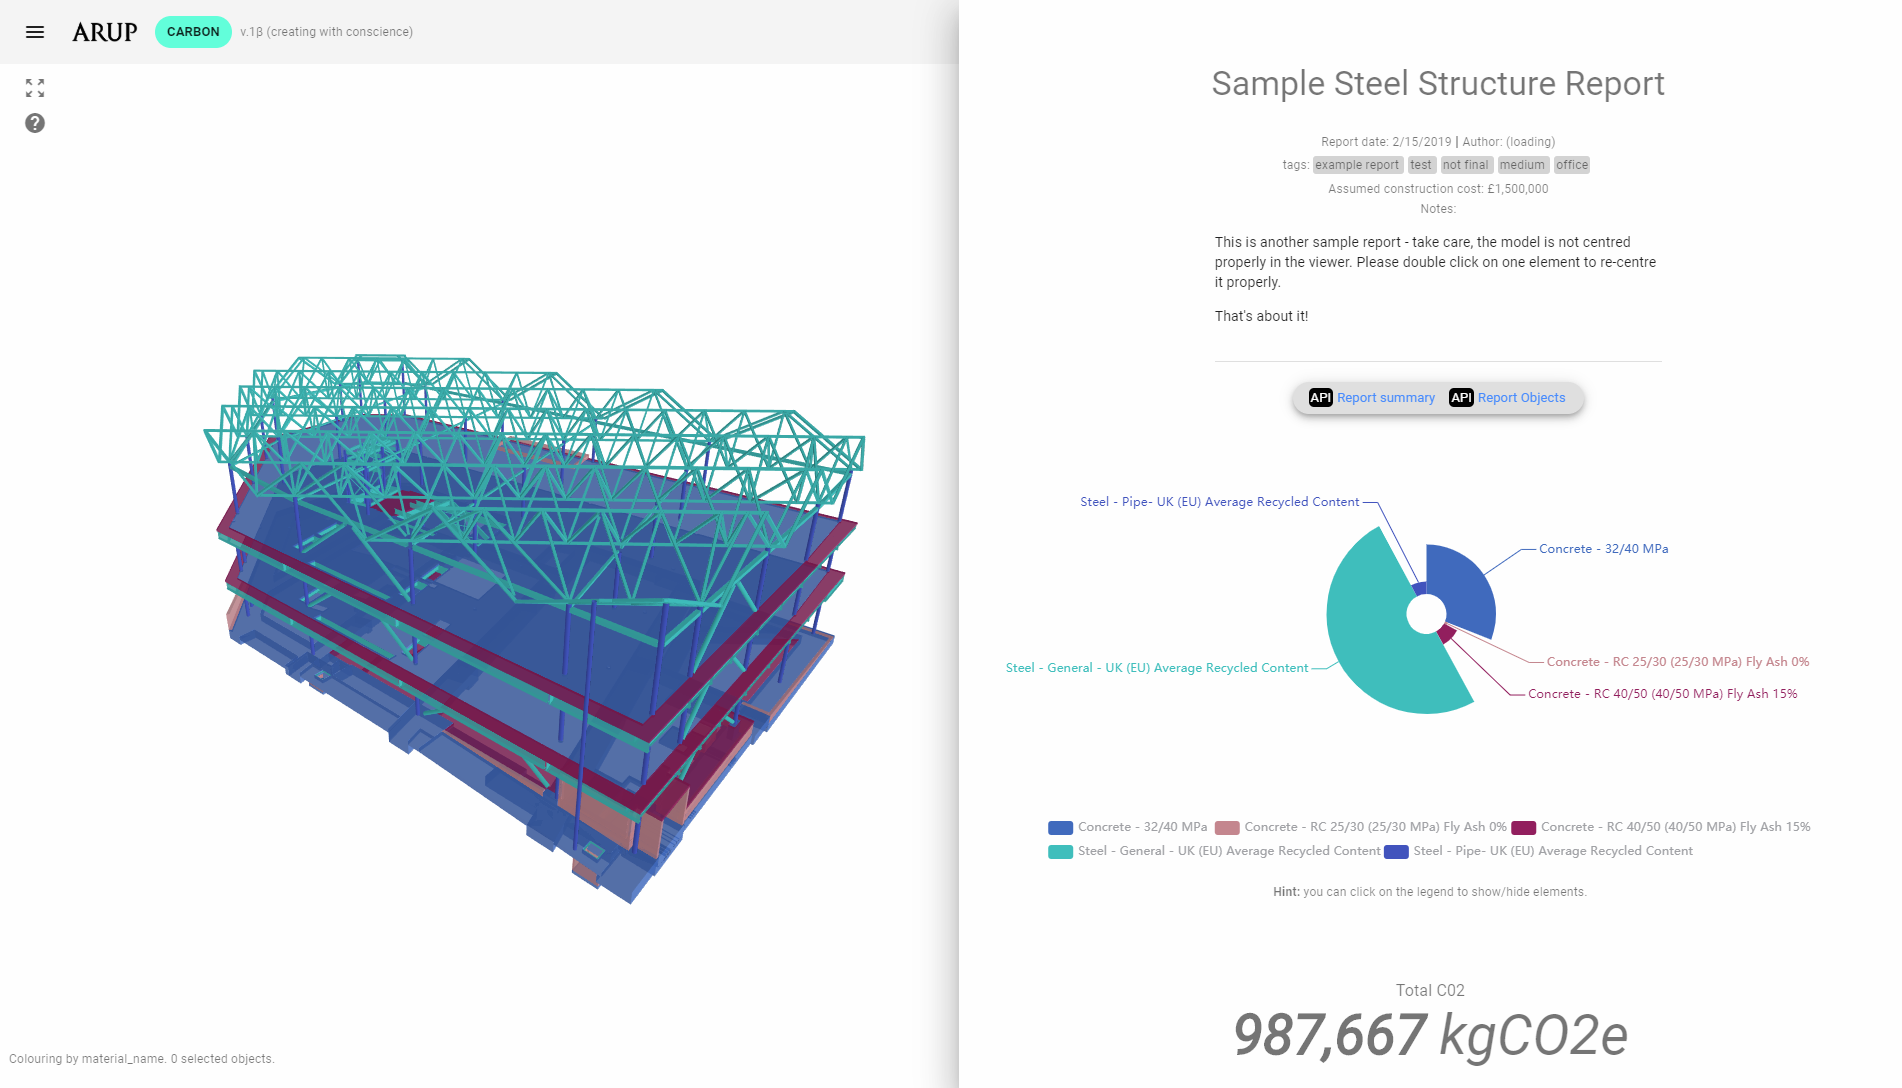 ARUP CARBON v.1β (creating with conscience)
Sample Steel Structure Report
Report date: 2/15/2019 | Author: (loading)
tags: example report test not final medium office
Assumed construction cost: £1,500,000
Notes:
This is another sample report - take care, the model is not centred
properly in the viewer. Please double click on one element to re-centre
it properly.
That's about it!
API Report summary API Report Objects
Steel - Pipe- UK (EU) Average Recycled Content
Concrete - 32/40 MPa
Steel - General - UK (EU) Average Recycled Content
Concrete - RC 25/30 (25/30 MPa) Fly Ash 0%
Concrete - RC 40/50 (40/50 MPa) Fly Ash 15%
Concrete - 32/40 MPa Concrete - RC 25/30 (25/30 MPa) Fly Ash 0% Concrete - RC 40/50 (40/50 MPa) Fly Ash 15%
Steel - General - UK (EU) Average Recycled Content Steel - Pipe- UK (EU) Average Recycled Content
Hint: you can click on the legend to show/hide elements.
Total C02
987,667 kgCO2e
Colouring by material_name. 0 selected objects.